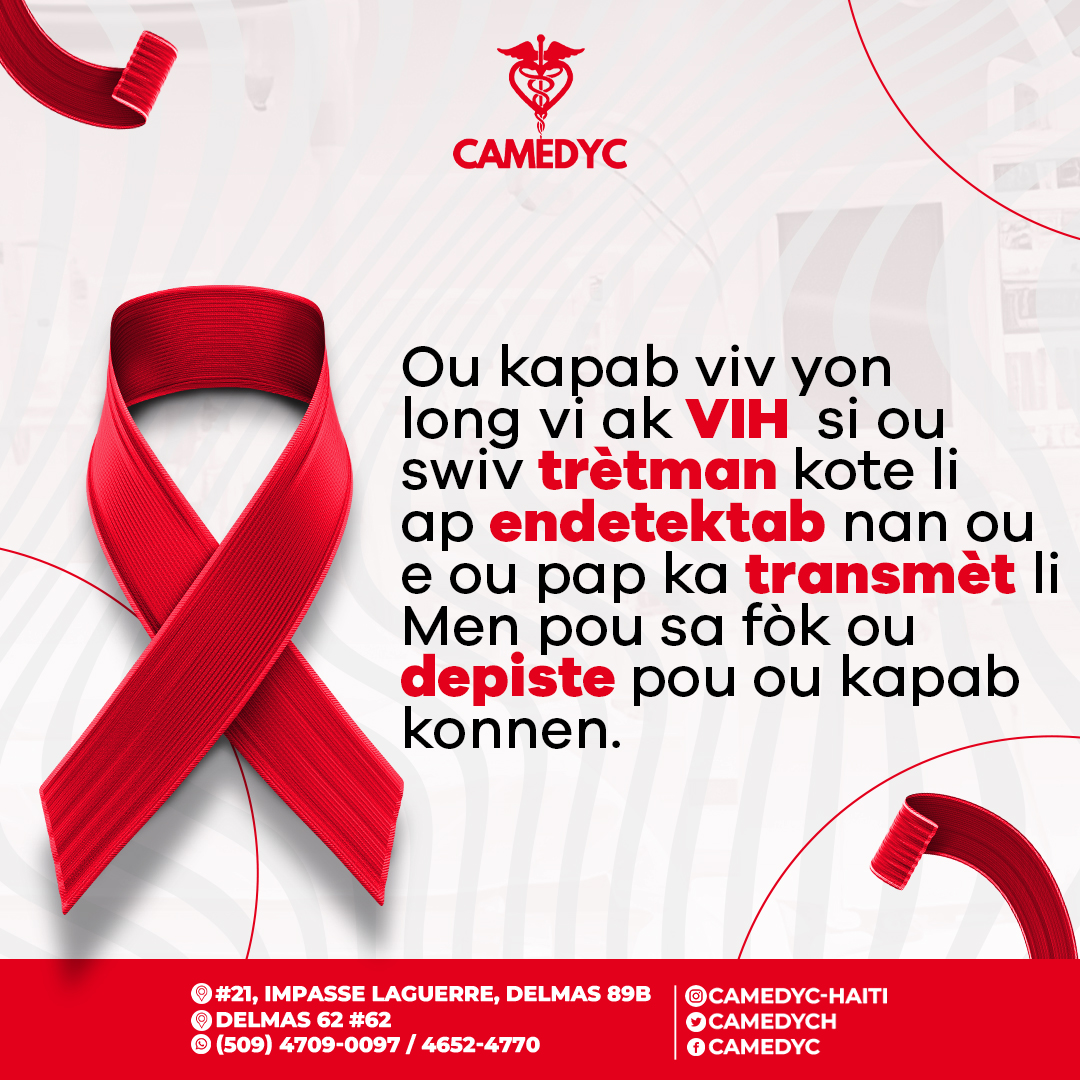 CAMEDYC
Ou kapab viv yon
long vi ak VIH si ou
swiv trètman kote li
ap endetektab nan ou
e ou pap ka transmèt li
Men pou sa fòk ou
depiste pou ou kapab
konnen.
#21, IMPASSE LAGUERRE, DELMAS 89B
DELMAS 62 #62
(509) 4709-0097 / 4652-4770
CAMEDYC-HAITI
CAMEDYCH
CAMEDYC